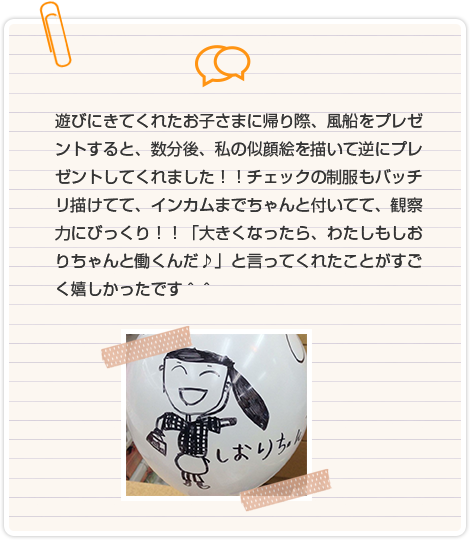 遊びにきてくれたお子さまに帰り際、風船をプレゼ
ントすると、数分後、私の似顔絵を描いて逆にプレ
ゼントしてくれました！！チェックの制服もバッチ
リ描けてて、インカムまでちゃんと付いてて、観察
力にびっくり！！「大きくなったら、わたしもしお
りちゃんと働くんだ♪」と言ってくれたことがすご
く嬉しかったです＾＾
しおりちゃん